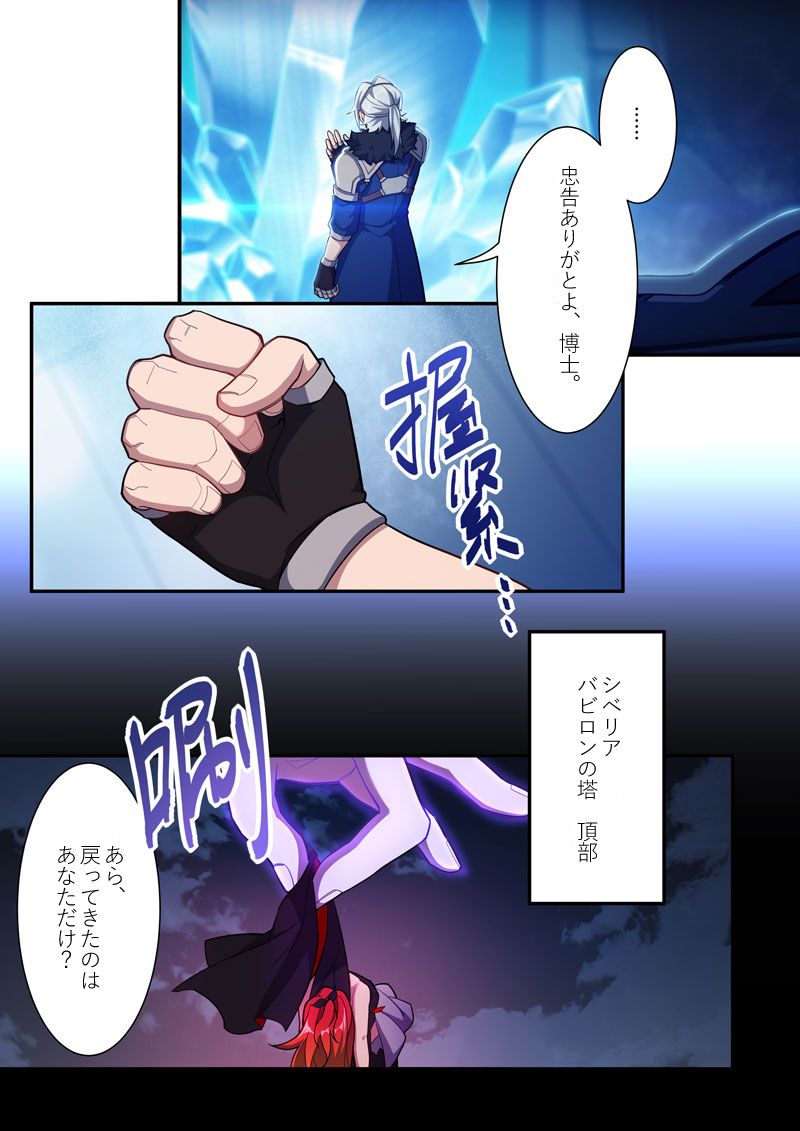 ……
忠告ありがとよ、博士。
握紧…
シベリア
バビロンの塔　頂部
唰
あら、
戻ってきたのは
あなただけ？